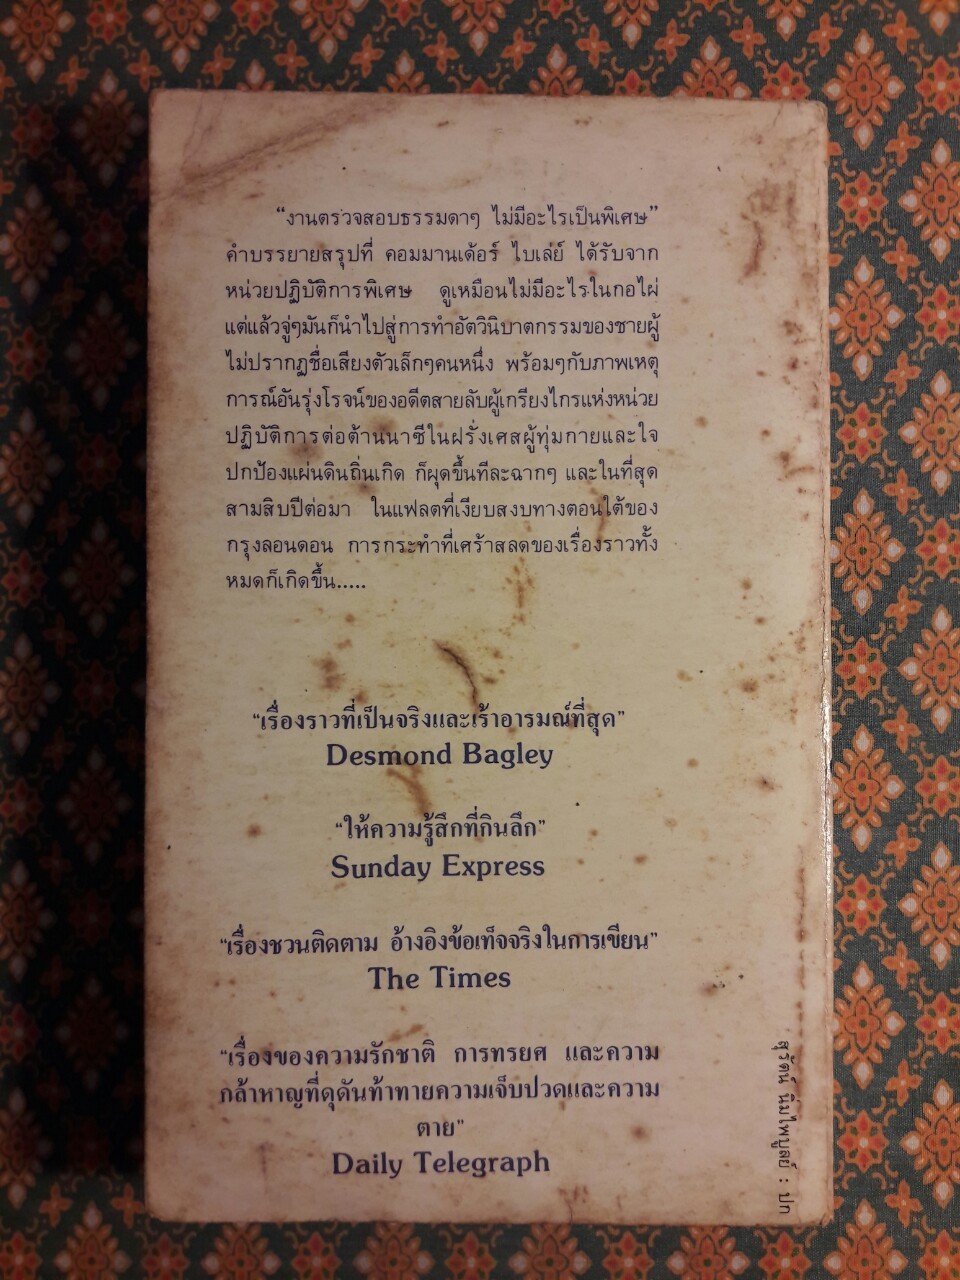 “งานตรวจสอบธรรมดาๆ ไม่มีอะไรเป็นพิเศษ”
คำบรรยายสรุปที่ คอมมานเด้อร์ ไบเล่ย์ ได้รับจาก
หน่วยปฏิบัติการพิเศษ ดูเหมือนไม่มีอะไรในกอไผ่
แต่แล้วจู่ๆมันก็นำไปสู่การทำอัตวินิบาตกรรมของชายผู้
ไม่ปรากฏชื่อเสียงตัวเล็กๆคนหนึ่ง พร้อมๆกับภาพเหตุ
การณ์อันรุ่งโรจน์ของอดีตสายลับผู้เกรียงไกรแห่งหน่วย
ปฏิบัติการต่อต้านนาซีในฝรั่งเศสผู้ทุ่มกายและใจ
ปกป้องแผ่นดินถิ่นเกิด ก็ผุดขึ้นทีละฉากๆ และในที่สุด
สามสิบปีต่อมา ในแฟลตที่เงียบสงบทางตอนใต้ของ
กรุงลอนดอน การกระทำที่เศร้าสลดของเรื่องราวทั้ง
หมดก็เกิดขึ้น.....
“เรื่องราวที่เป็นจริงและเร้าอารมณ์ที่สุด”
Desmond Bagley
“ให้ความรู้สึกที่กินลึก”
Sunday Express
“เรื่องชวนติดตาม อ้างอิงข้อเท็จจริงในการเขียน”
The Times
“เรื่องของความรักชาติ การทรยศ และความ
กล้าหาญที่ดุดันท้าทายความเจ็บปวดและความ
ตาย”
Daily Telegraph
สุรัตน์ นิ่มไพบูลย์ : ปก